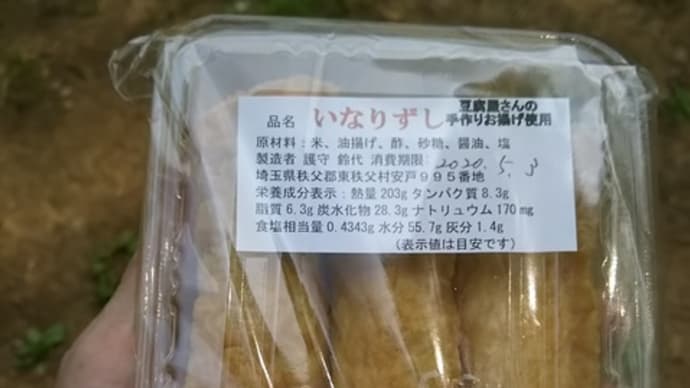 品名 いなりずし 豆腐屋さんの
手作りお揚げ使用
原材料：米、油揚げ、酢、砂糖、醤油、塩
製造者 護守 鈴代 消費期限：2020.5.3
埼玉県秩父郡東秩父村安戸９９５番地
栄養成分表示：熱量 203g タンパク質 8.3g
脂質 6.3g 炭水化物 28.3g ナトリュウム 170mg
食塩相当量 0.4343g 水分 55.7g 灰分 1.4g
（表示値は目安です）